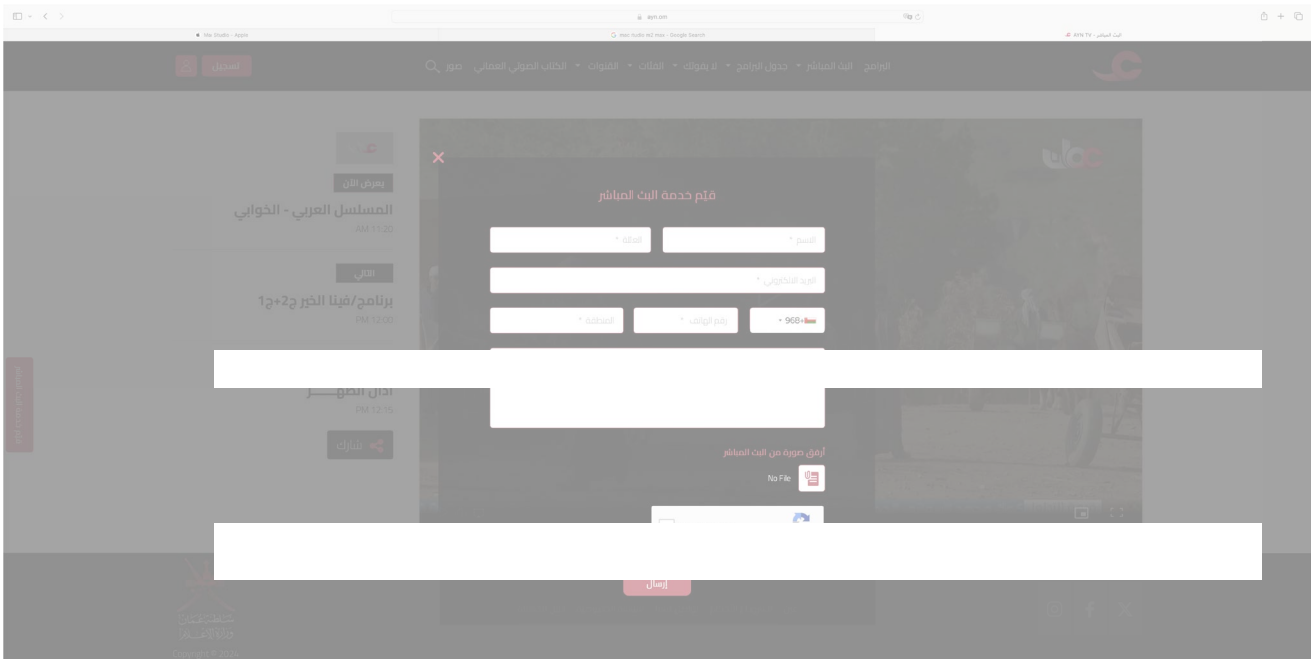 ayn.om
Mac Studio - Apple
mac studio m2 max - Google Search
البث المباشر - AYN TV
البرامج البث المباشر جدول البرامج لا يفوتك الفئات القنوات الكتاب الصوتي العماني صور
تسجيل
يعرض الآن
المسلسل العربي - الخوابي
AM 11:20
التالي
برنامج/فينا الخير ج2+ج1
PM 12:00
أذان الظهـــــــر
PM 12:15
شارك
قيّم خدمة البث المباشر
الاسم *
العائلة *
البريد الالكتروني *
968+
رقم الهاتف *
المحافظة *
أرفق صورة من البث المباشر
No File
إرسال
Copyright © 2024